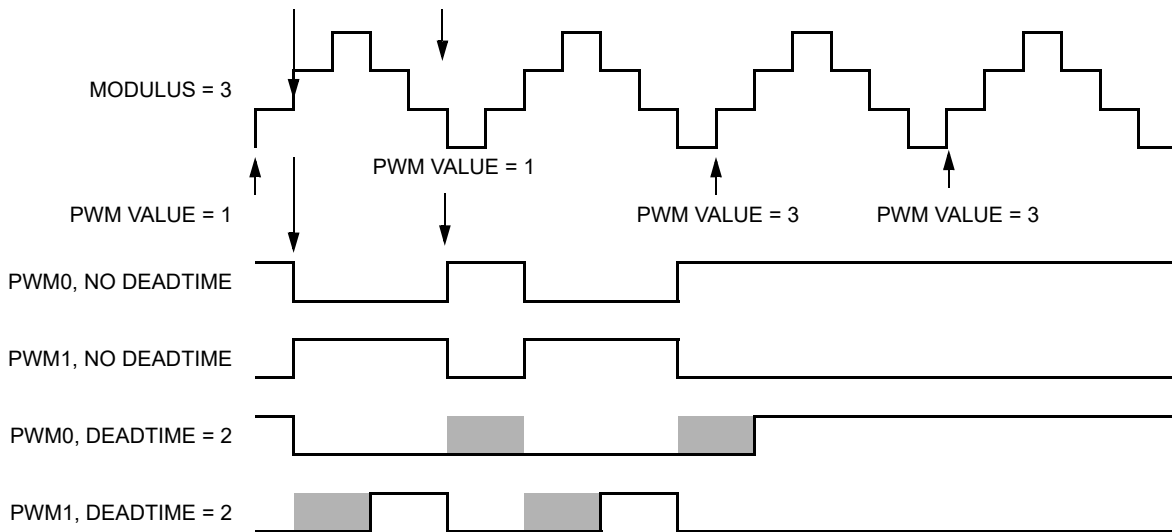 MODULUS = 3
PWM VALUE = 1
PWM VALUE = 1
PWM VALUE = 3
PWM VALUE = 3
PWM0, NO DEADTIME
PWM1, NO DEADTIME
PWM0, DEADTIME = 2
PWM1, DEADTIME = 2